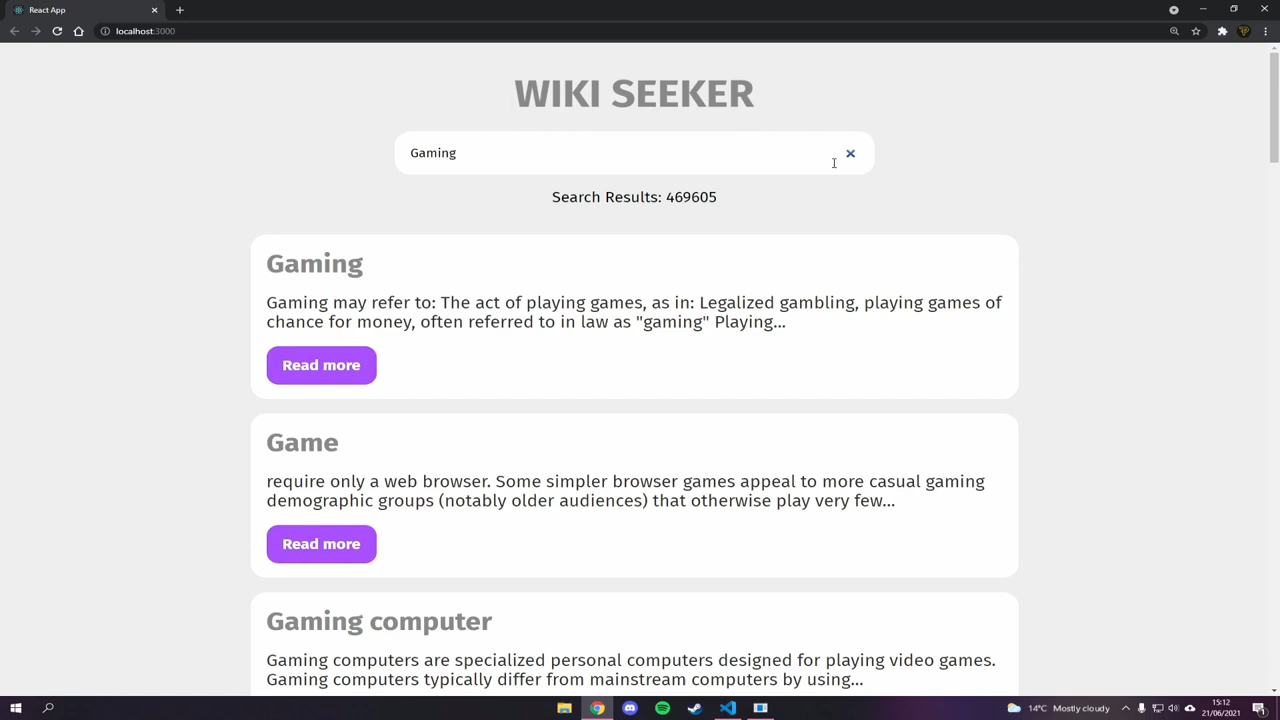 React App
localhost:3000
WIKI SEEKER
Gaming
Search Results: 469605
Gaming
Gaming may refer to: The act of playing games, as in: Legalized gambling, playing games of
chance for money, often referred to in law as "gaming" Playing...
Read more
Game
require only a web browser. Some simpler browser games appeal to more casual gaming
demographic groups (notably older audiences) that otherwise play very few...
Read more
Gaming computer
Gaming computers are specialized personal computers designed for playing video games.
Gaming computers typically differ from mainstream computers by using...
14°C Mostly cloudy
15:12
21/06/2021